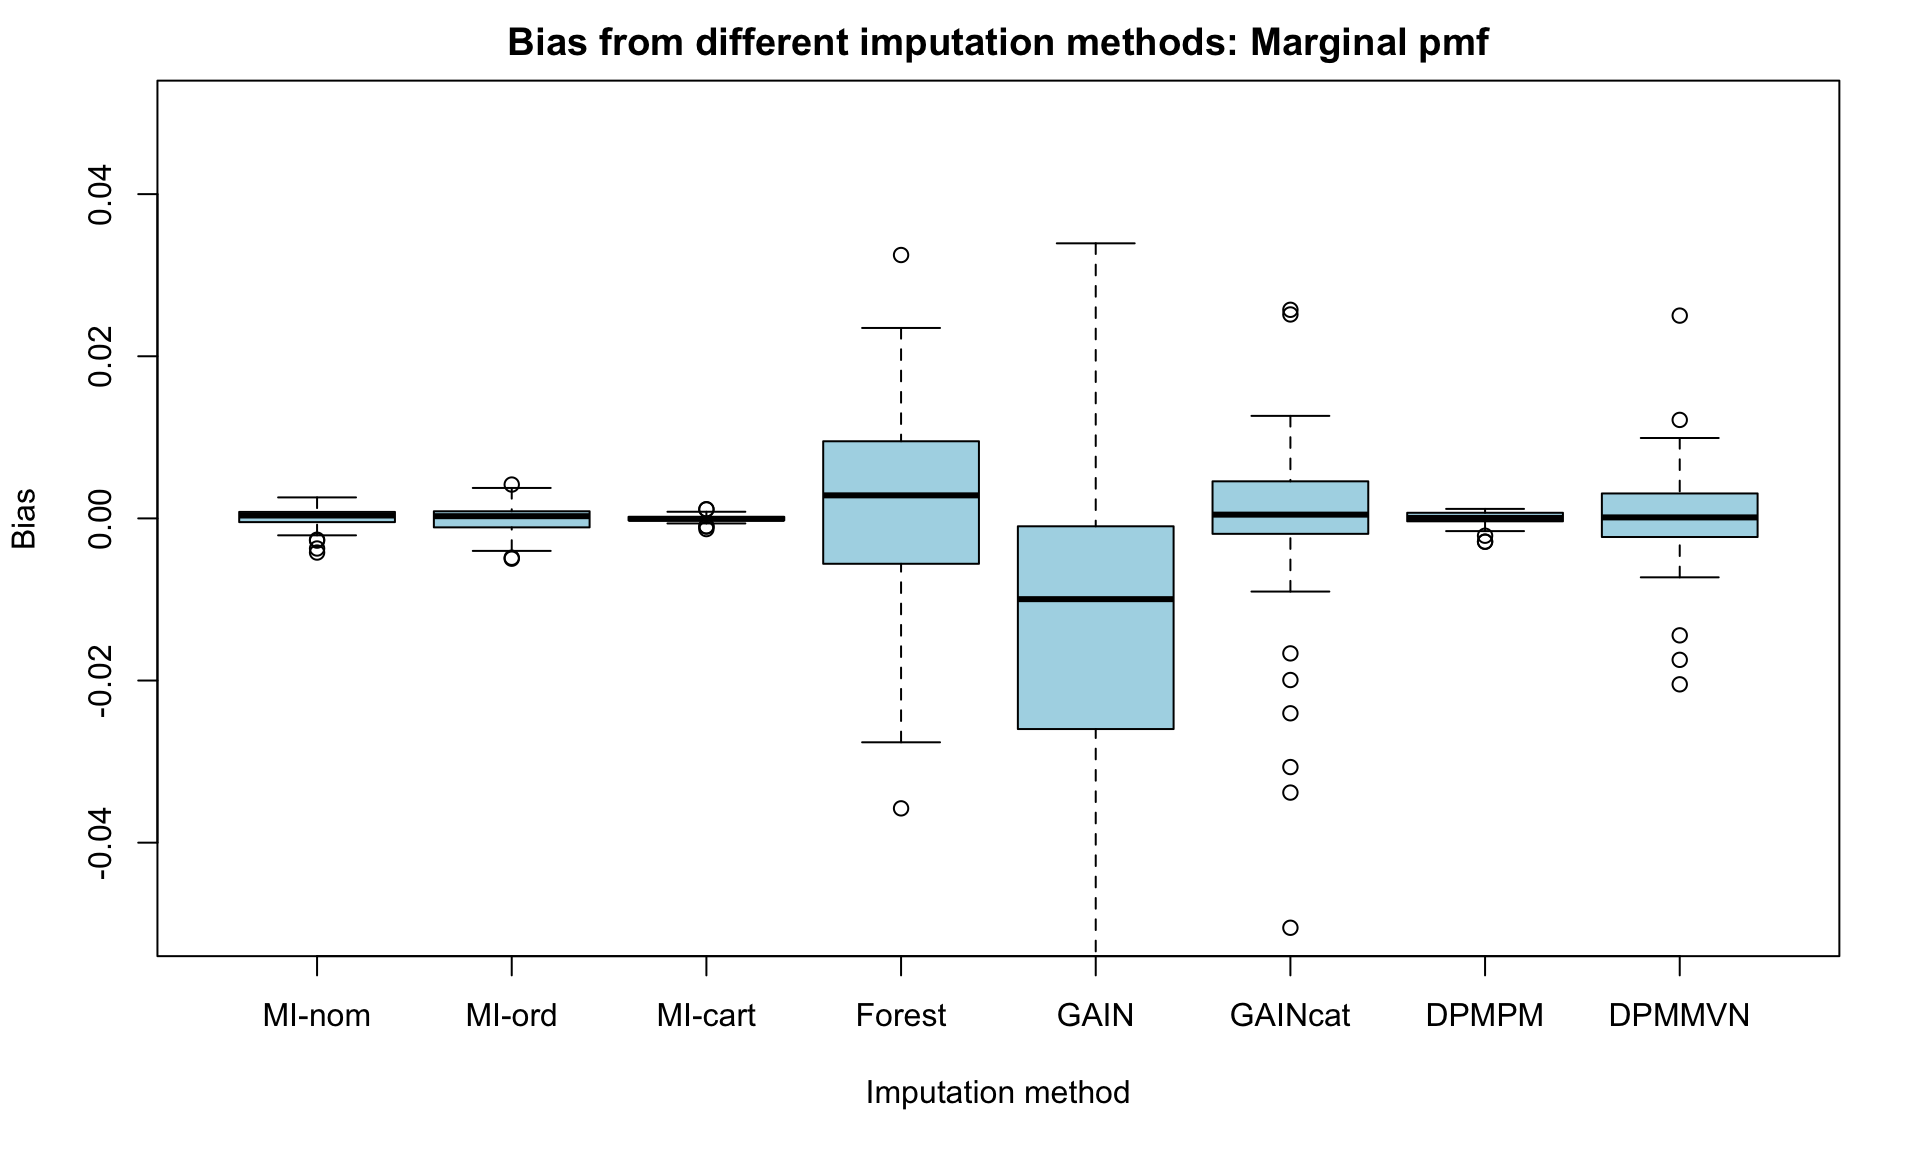 Bias from different imputation methods: Marginal pmf
Bias
0.04
0.02
0.00
-0.02
-0.04
MI-nom MI-ord MI-cart Forest GAIN GAINcat DPMPM DPMMVN
Imputation method